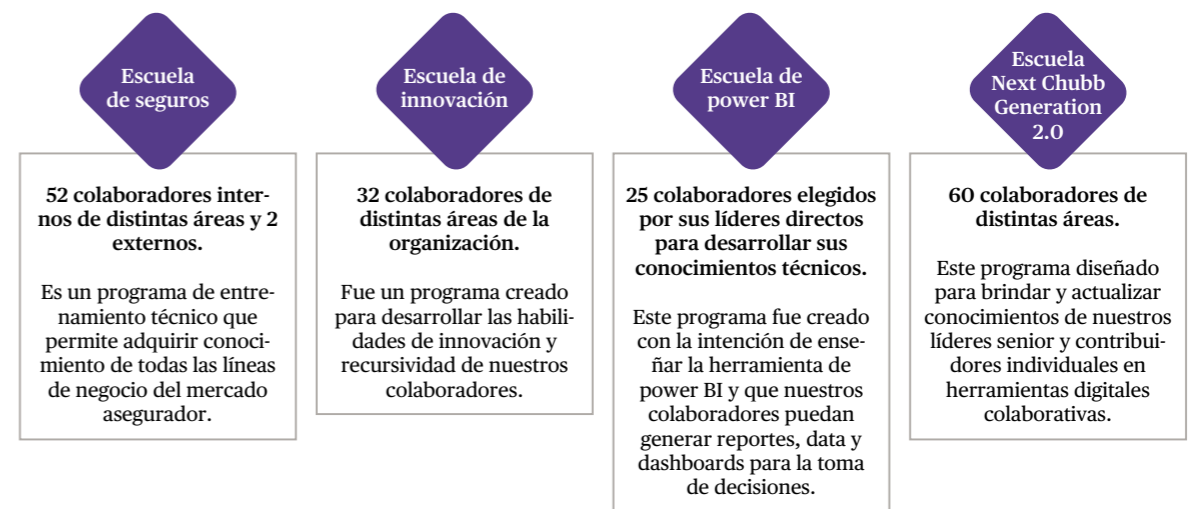 Escuela
de seguros
52 colaboradores inter-
nos de distintas áreas y 2
externos.
Es un programa de entre-
namiento técnico que
permite adquirir conoci-
miento de todas las líneas
de negocio del mercado
asegurador.
Escuela de
innovación
32 colaboradores de
distintas áreas de la
organización.
Fue un programa creado
para desarrollar las habili-
dades de innovación y
recursividad de nuestros
colaboradores.
Escuela de
power BI
25 colaboradores elegidos
por sus líderes directos
para desarrollar sus
conocimientos técnicos.
Este programa fue creado
con la intención de ense-
ñar la herramienta de
power BI y que nuestros
colaboradores puedan
generar reportes, data y
dashboards para la toma
de decisiones.
Escuela
Next Chubb
Generation
2.0
60 colaboradores de
distintas áreas.
Este programa diseñado
para brindar y actualizar
conocimientos de nuestros
líderes senior y contribui-
dores individuales en
herramientas digitales
colaborativas.